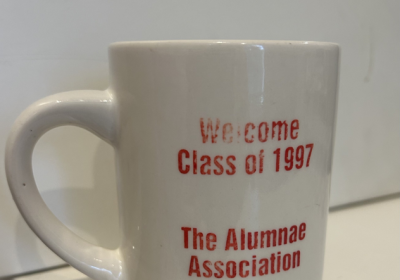 Welcome
Class of 1997
The Alumnae
Association